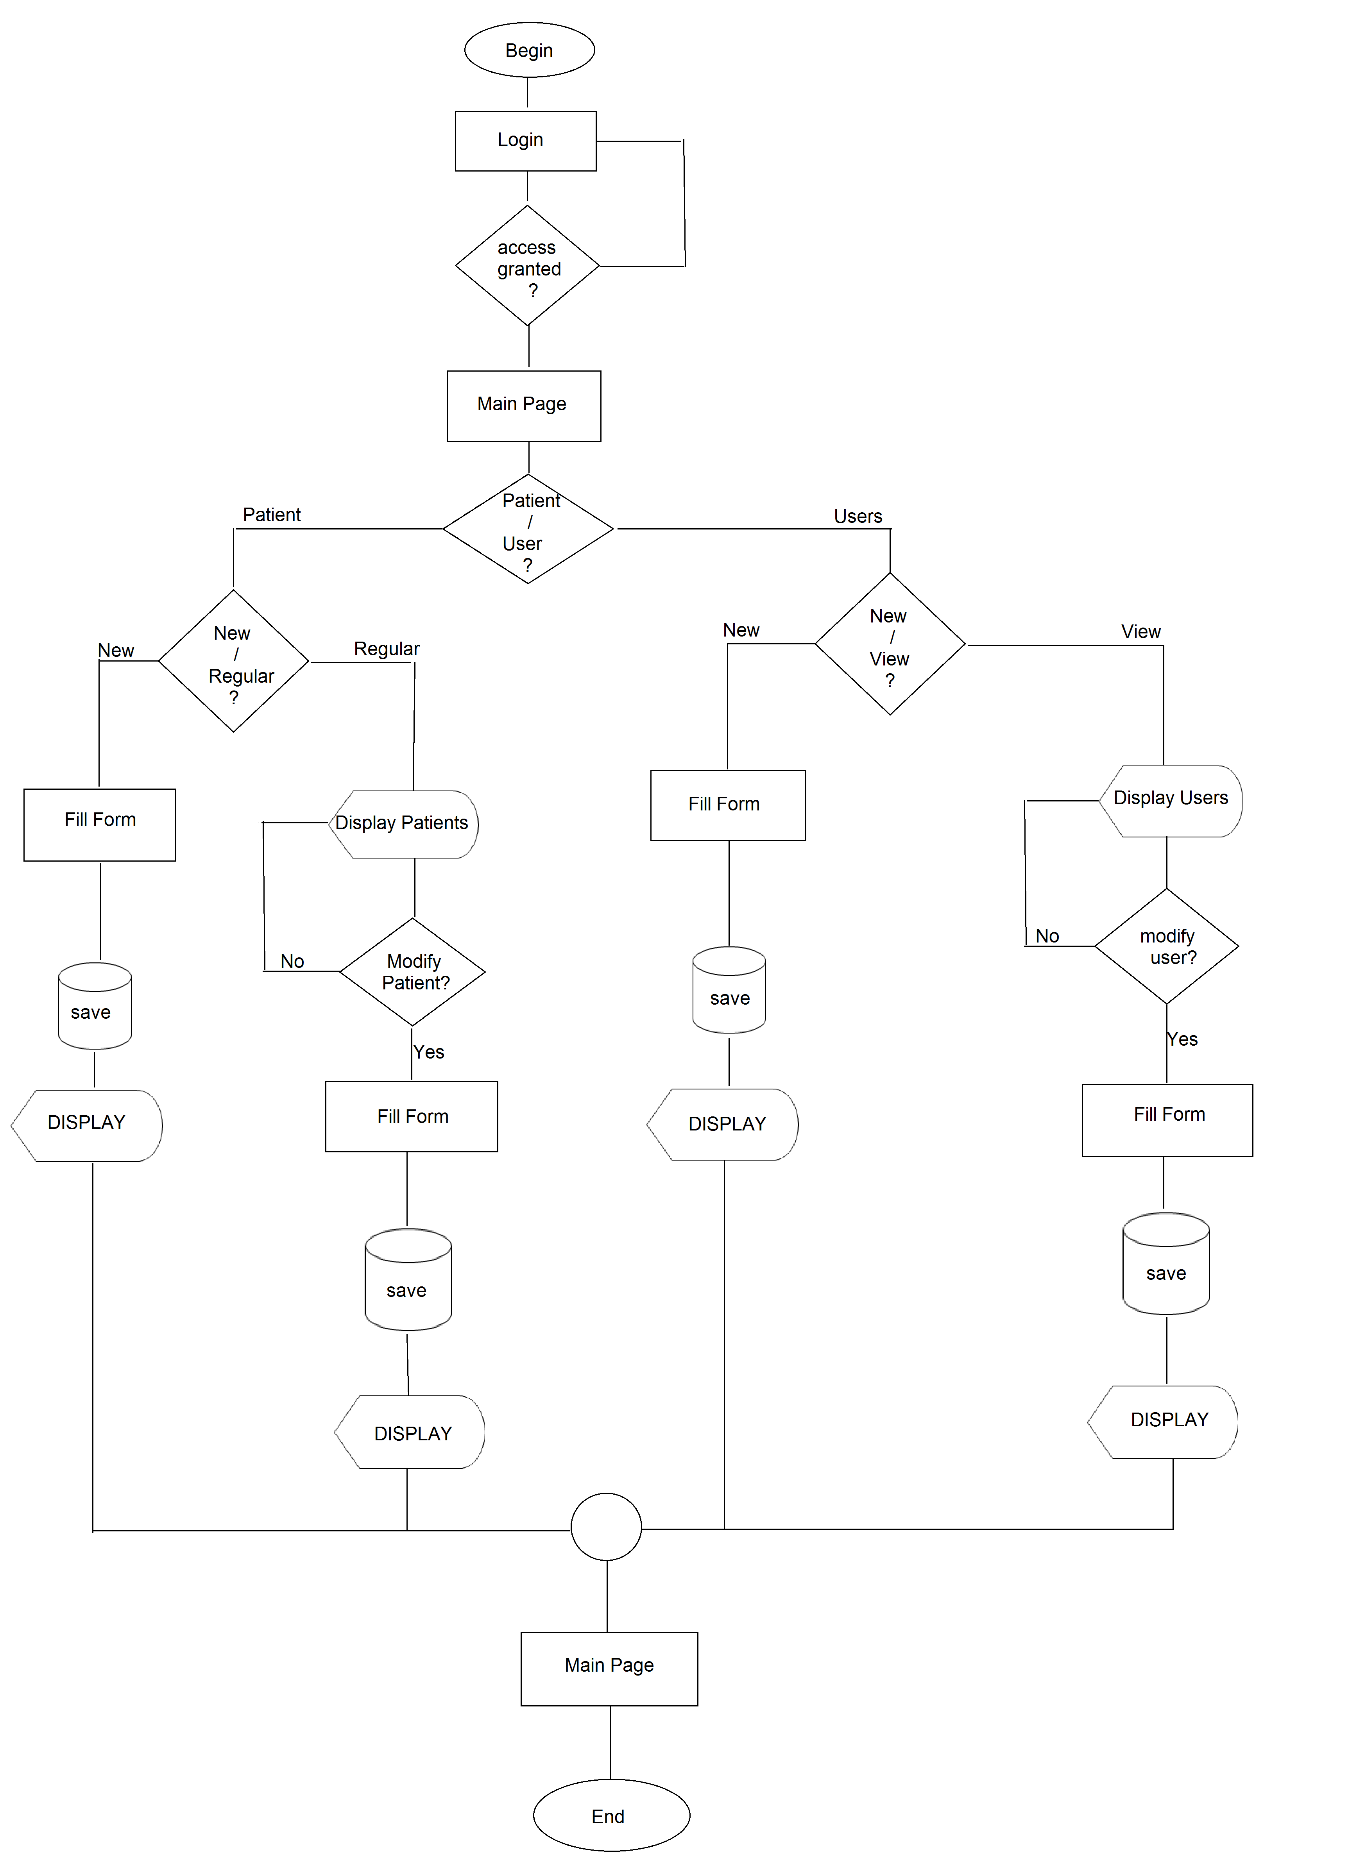 Begin
Login
access
granted
?
Main Page
Patient
/
User
?
Patient
Users
New
/
Regular
?
New
Regular
New
/
View
?
New
View
Fill Form
Display Patients
Fill Form
Display Users
No
Modify
Patient?
Yes
No
modify
user?
Yes
save
save
DISPLAY
Fill Form
DISPLAY
Fill Form
save
save
DISPLAY
DISPLAY
Main Page
End